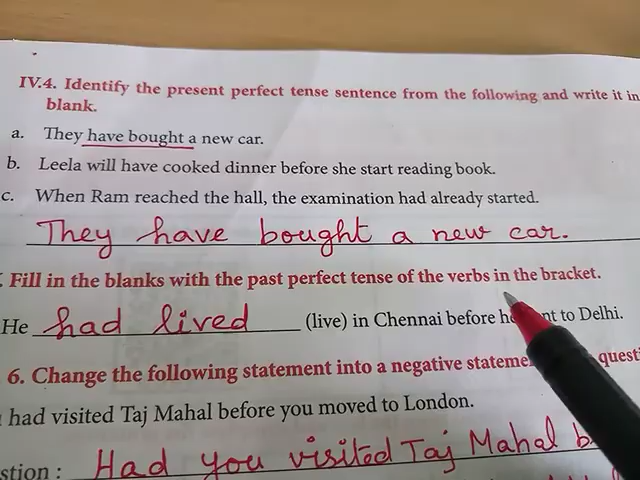 IV.4. Identify the present perfect tense sentence from the following and write it in
blank.
a. They have bought a new car.
b. Leela will have cooked dinner before she start reading book.
c. When Ram reached the hall, the examination had already started.
They have bought a new car.
Fill in the blanks with the past perfect tense of the verbs in the bracket.
He had lived (live) in Chennai before to Delhi.
6. Change the following statement into a negative
had visited Taj Mahal before you moved to London.
Had you visited Taj Mahal